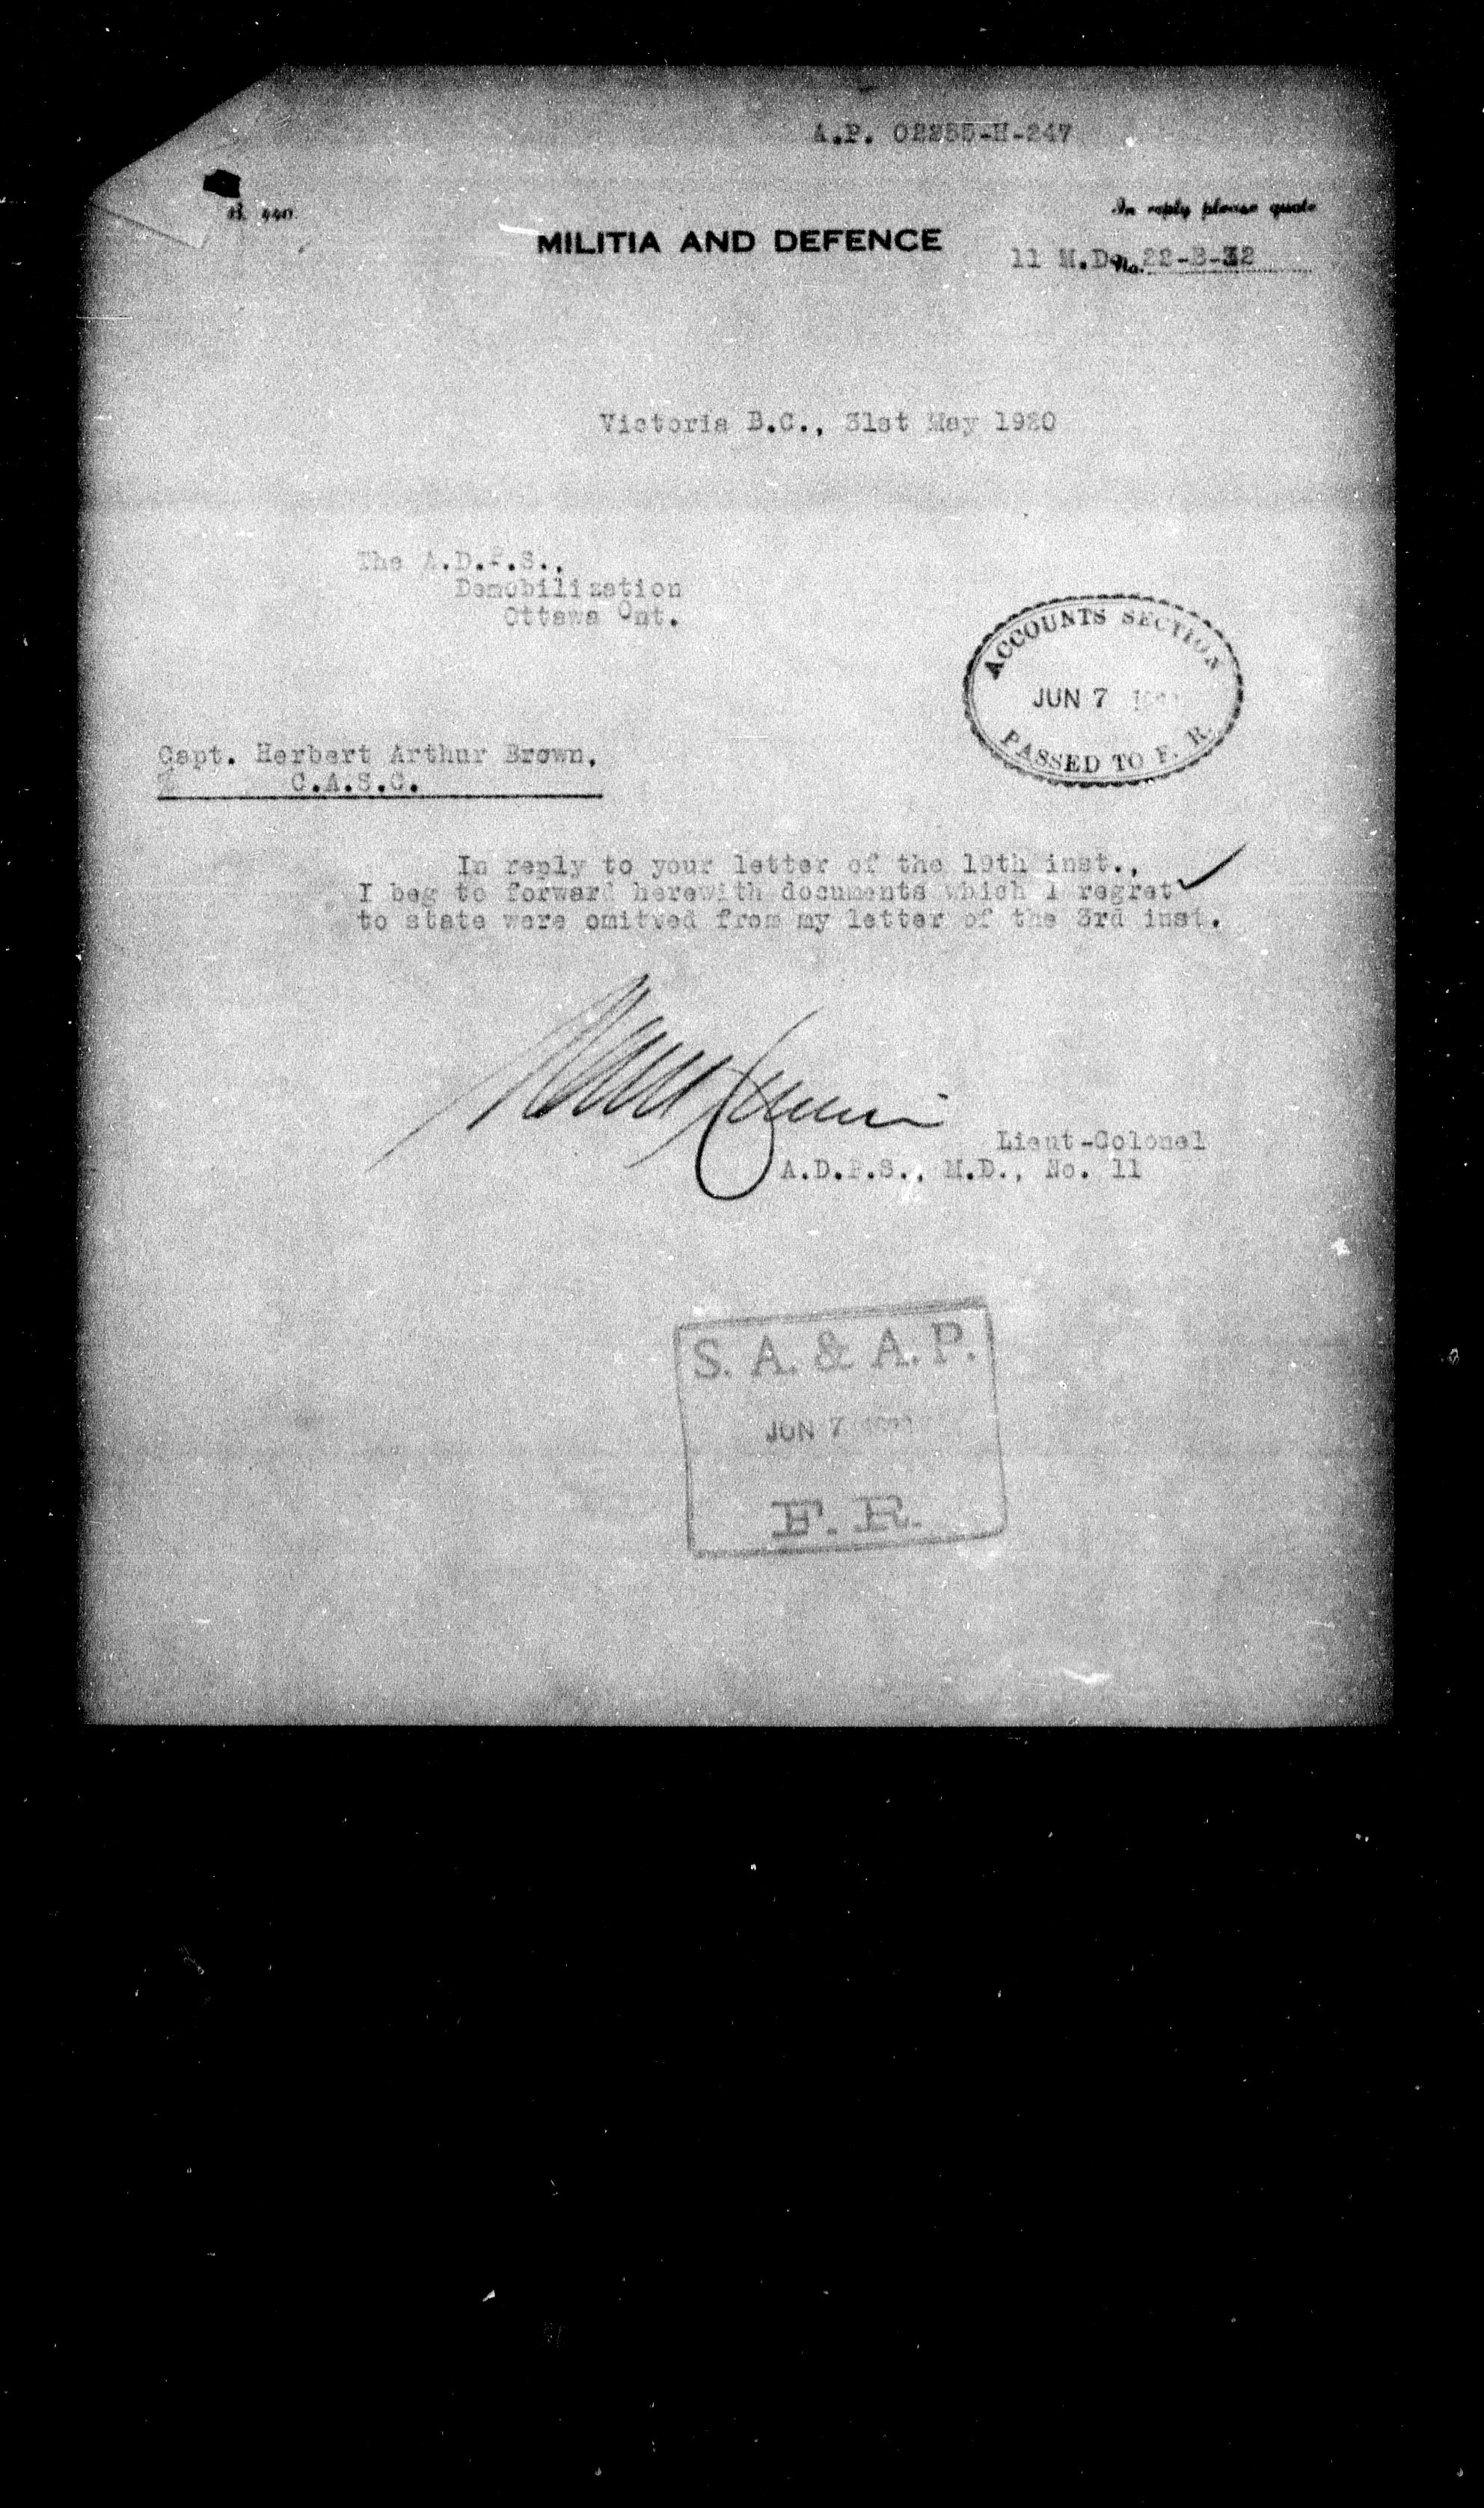 A.P. 02255-H-247
B. 440
In reply please quote
MILITIA AND DEFENCE
11 M.D. No. 22-B-32
Victoria B.C., 31st May 1920
The A.D.P.S.,
Demobilization
Ottawa Ont.
ACCOUNTS SECTION
JUN 7
PASSED TO F. R.
Capt. Herbert Arthur Brown,
C.A.S.C.
In reply to your letter of the 19th inst.,
I beg to forward herewith documents which I regret
to state were omitted from my letter of the 3rd inst.
Lieut-Colonel
A.D.P.S., M.D., No. 11
S. A. & A. P.
JUN 7
F. R.